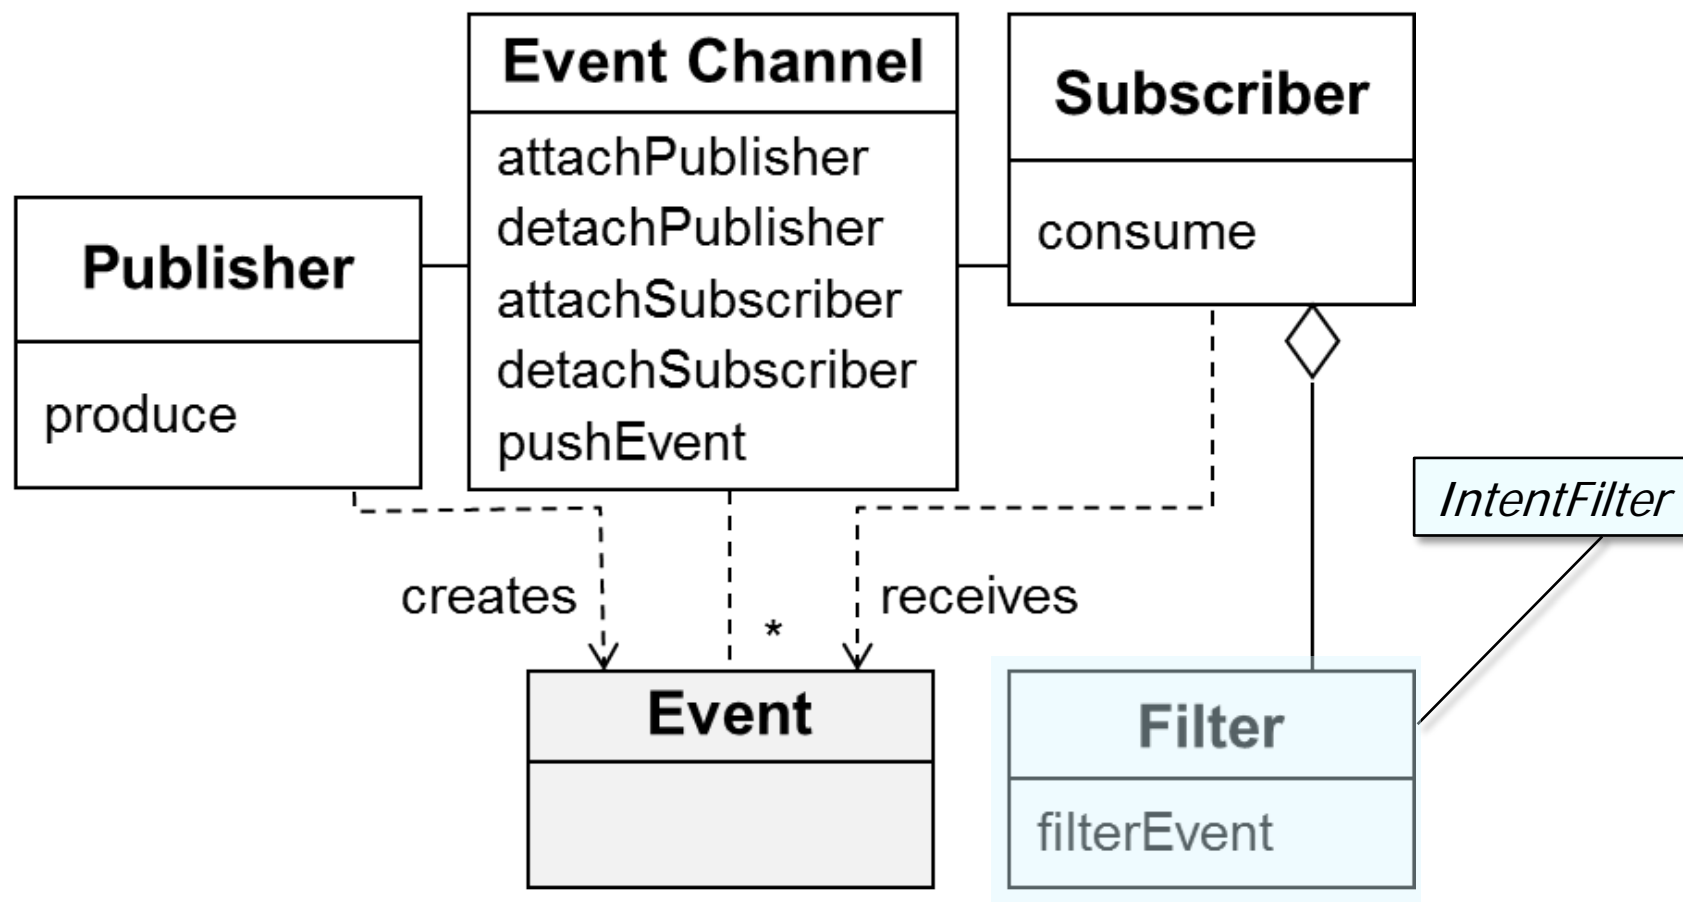 Event Channel
attachPublisher
detachPublisher
attachSubscriber
detachSubscriber
pushEvent
Subscriber
consume
Publisher
produce
IntentFilter
creates
*
receives
Event
Filter
filterEvent